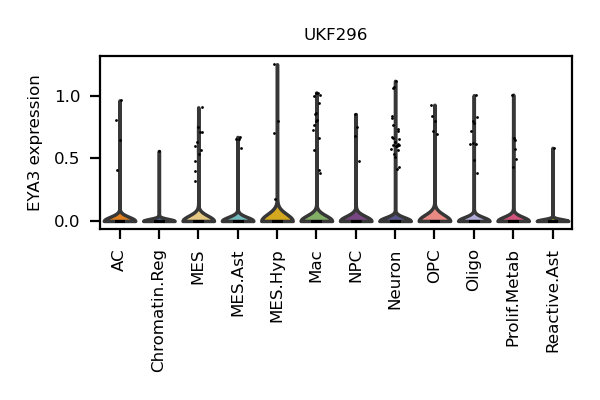 UKF296
EYA3 expression
1.0
0.5
0.0
AC
Chromatin.Reg
MES
MES.Ast
MES.Hyp
Mac
NPC
Neuron
OPC
Oligo
Prolif.Metab
Reactive.Ast